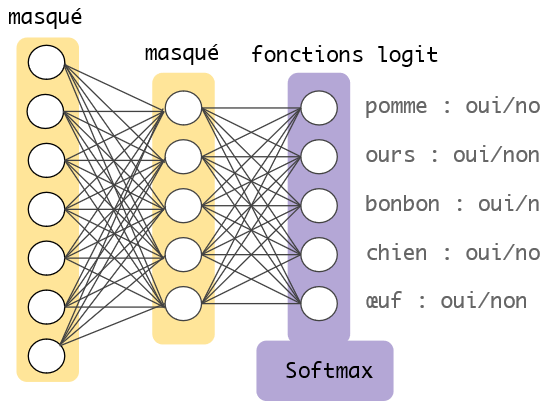 masqué
masqué
fonctions logit
pomme : oui/no
ours : oui/non
bonbon : oui/n
chien : oui/no
œuf : oui/non
Softmax